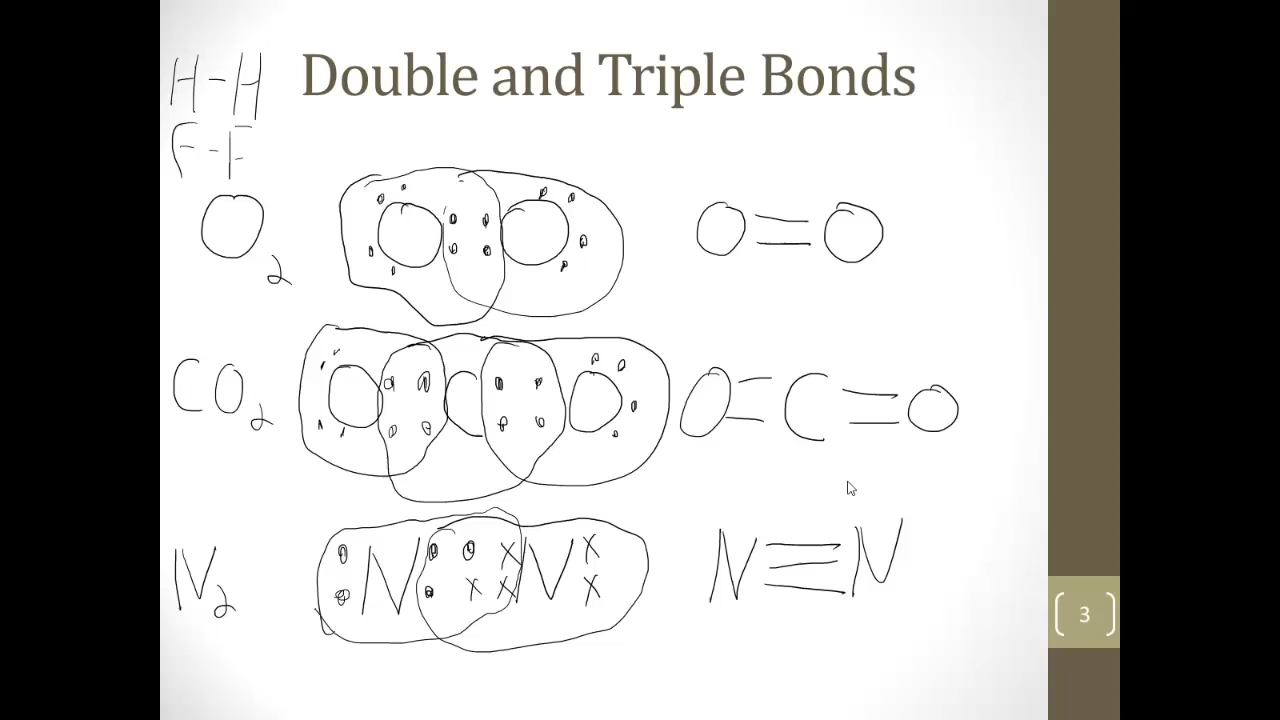 Double and Triple Bonds
H-H
F-F
O2 O O O=O
CO2 O C O O=C=O
N2 N N N≡N
3